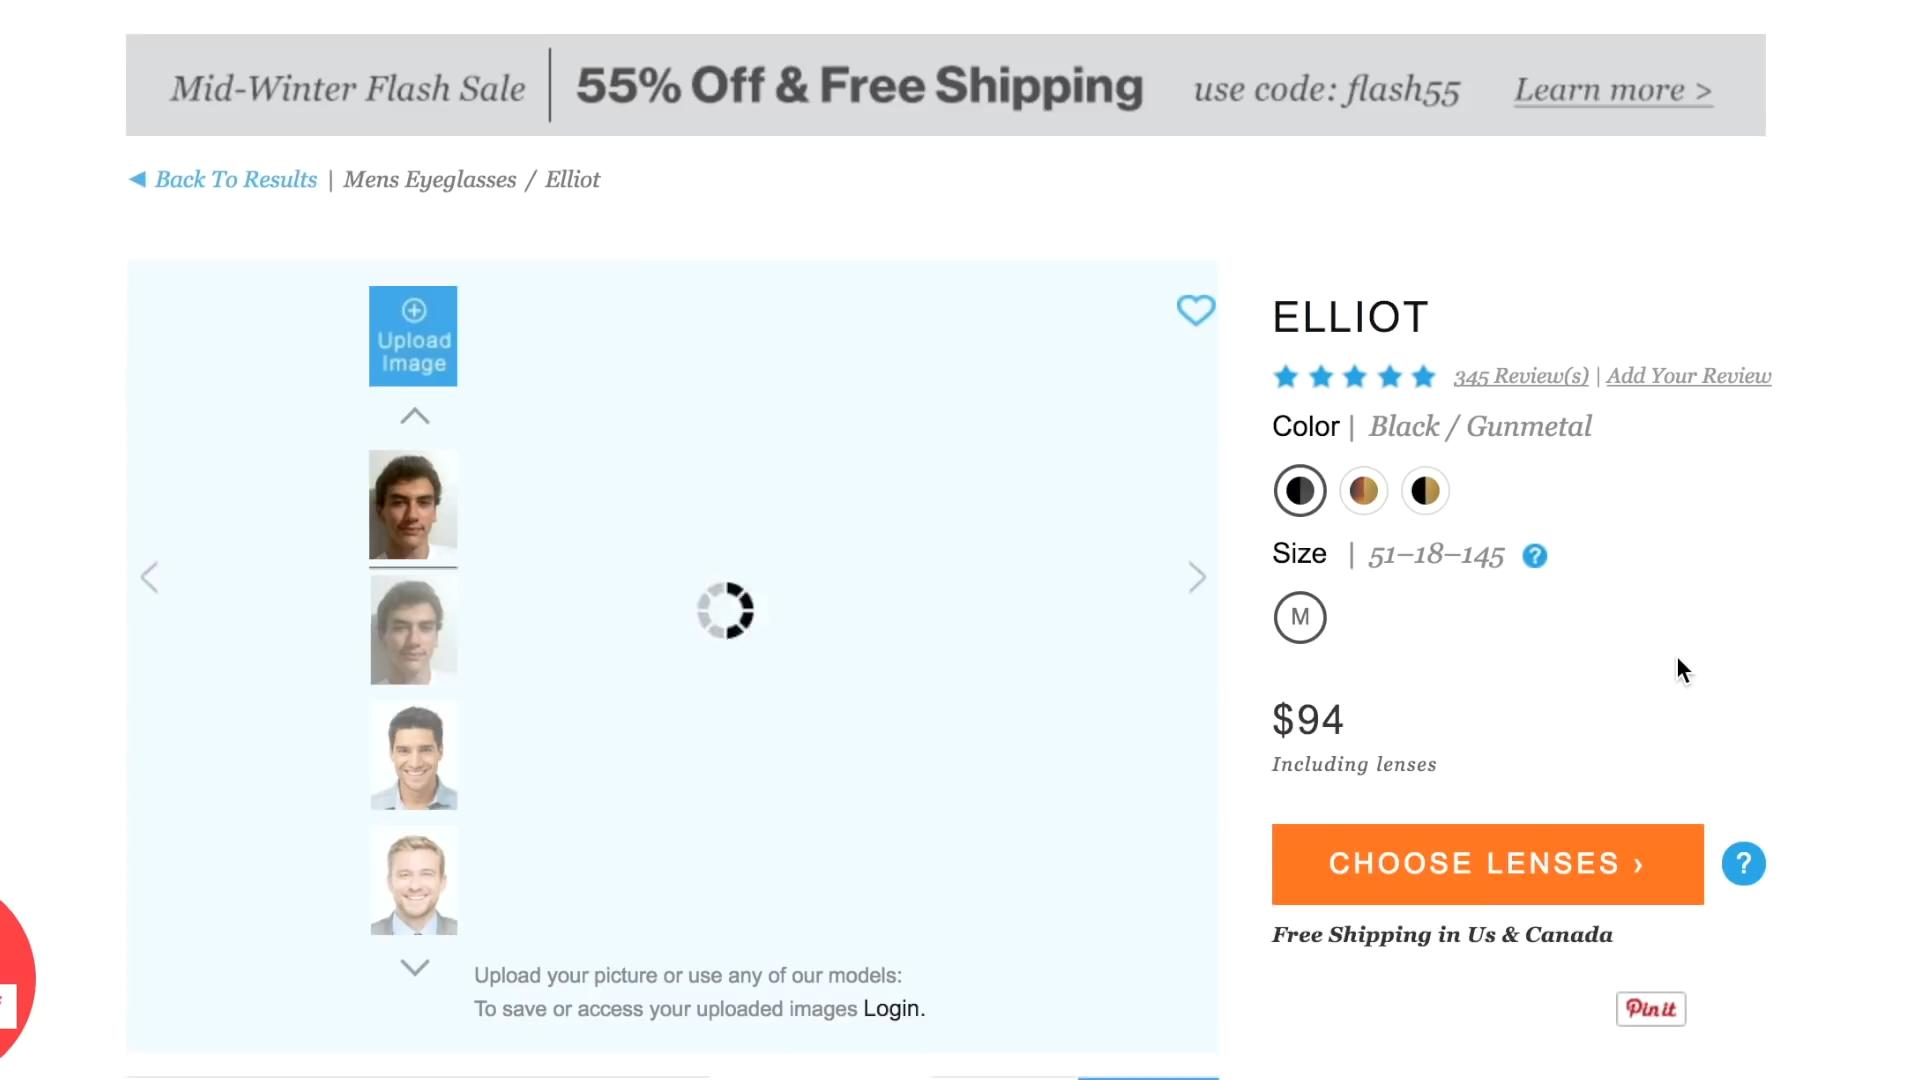 Mid-Winter Flash Sale 55% Off & Free Shipping use code: flash55 Learn more >
◀ Back To Results | Mens Eyeglasses / Elliot
Upload
Image
ELLIOT
345 Review(s) | Add Your Review
Color | Black / Gunmetal
Size | 51-18-145 ?
M
$94
Including lenses
CHOOSE LENSES › ?
Free Shipping in Us & Canada
Upload your picture or use any of our models:
To save or access your uploaded images Login.
Pin it